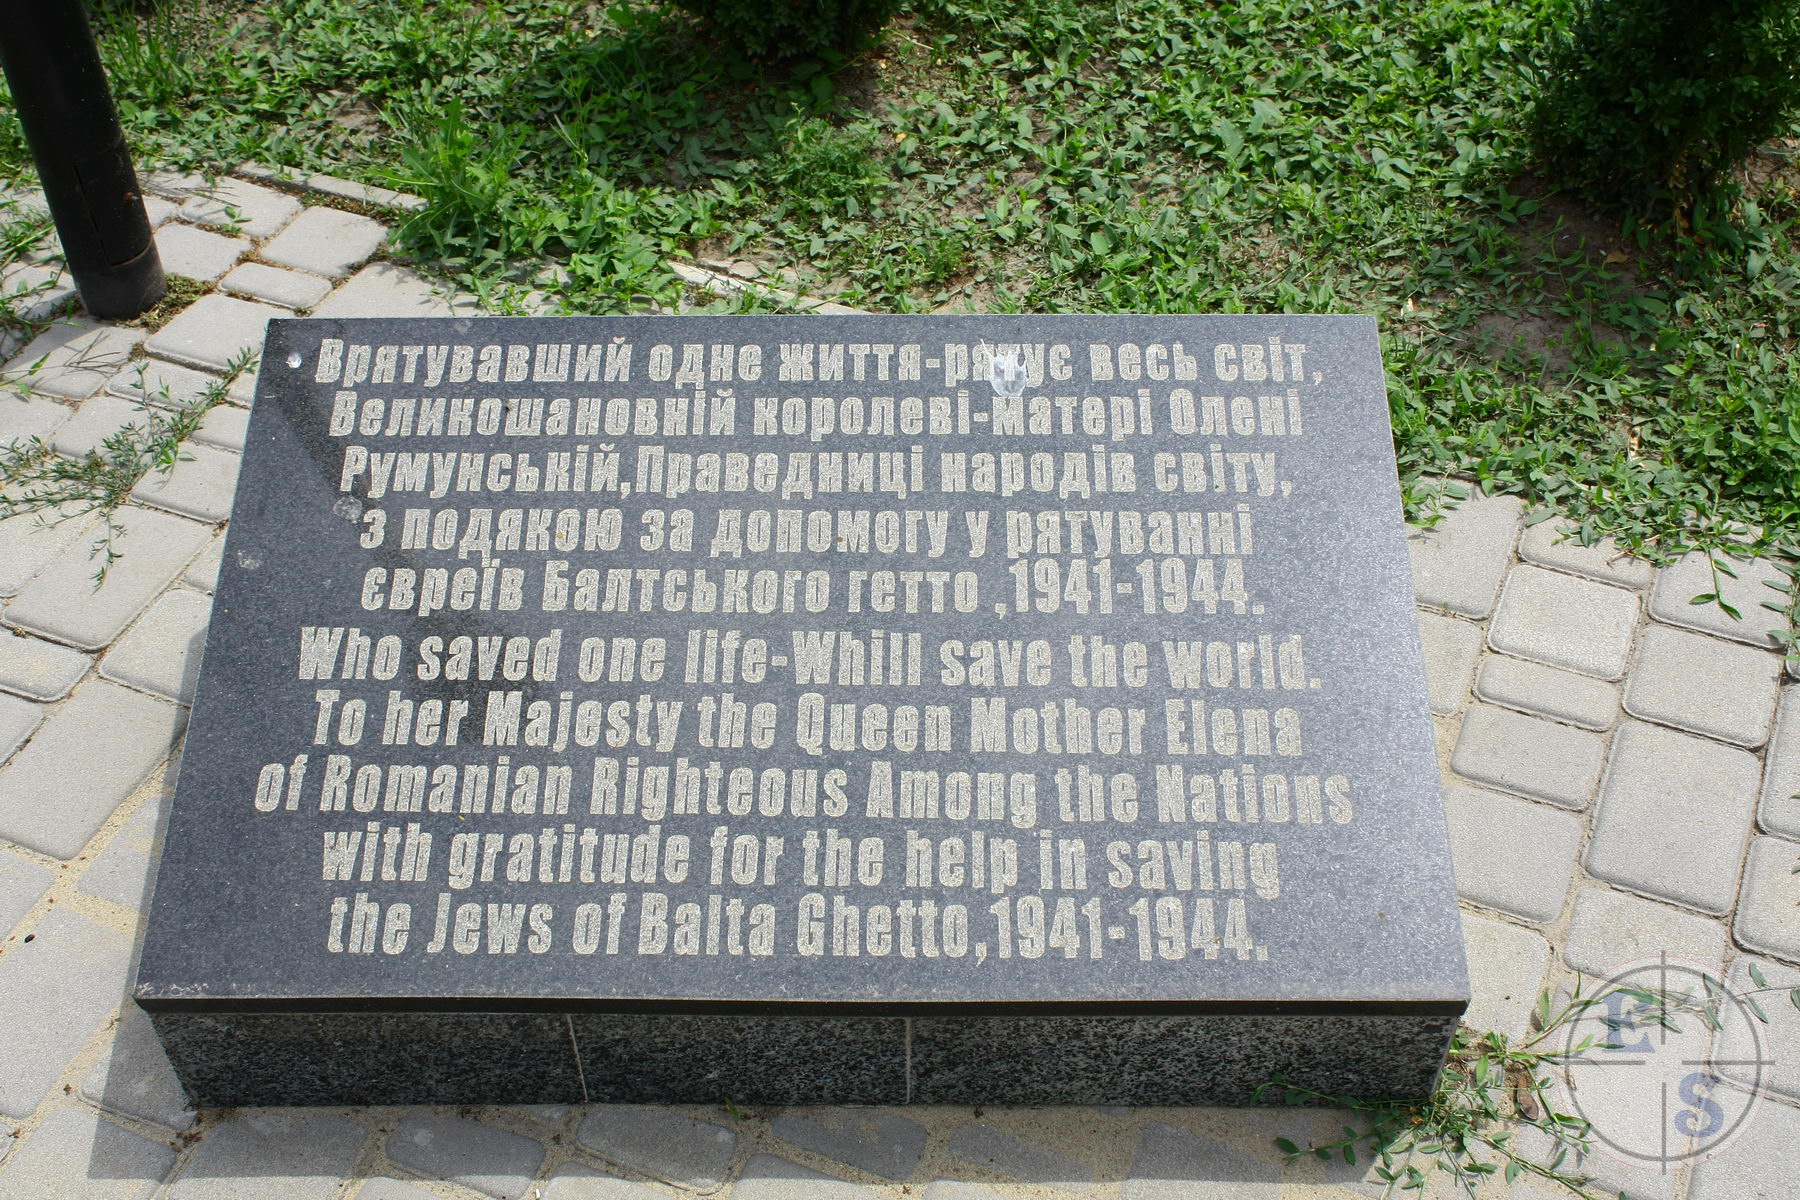 Врятувавший одне життя-рятує весь світ,
Великошановній королеві-матері Олені
Румунській,Праведниці народів світу,
з подякою за допомогу у рятуванні
євреїв Балтського гетто ,1941-1944.
Who saved one life-Whill save the world.
To her Majesty the Queen Mother Elena
of Romanian Righteous Among the Nations
with gratitude for the help in saving
the Jews of Balta Ghetto,1941-1944.
E
S